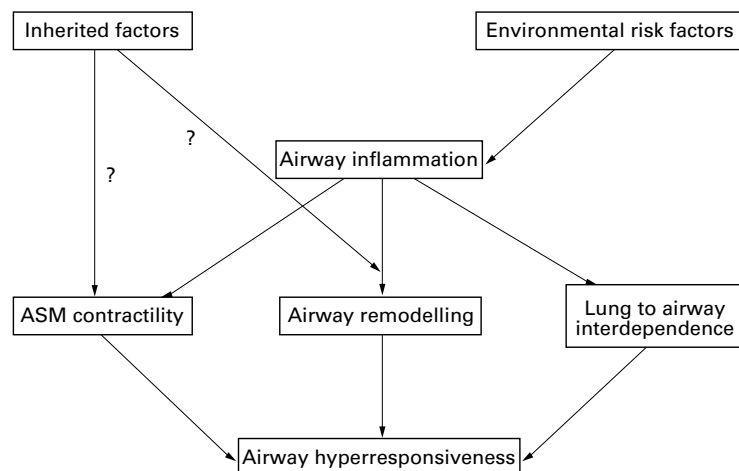 Inherited factors
Environmental risk factors
?
Airway inflammation
?
ASM contractility
Airway remodelling
Lung to airway
interdependence
Airway hyperresponsiveness